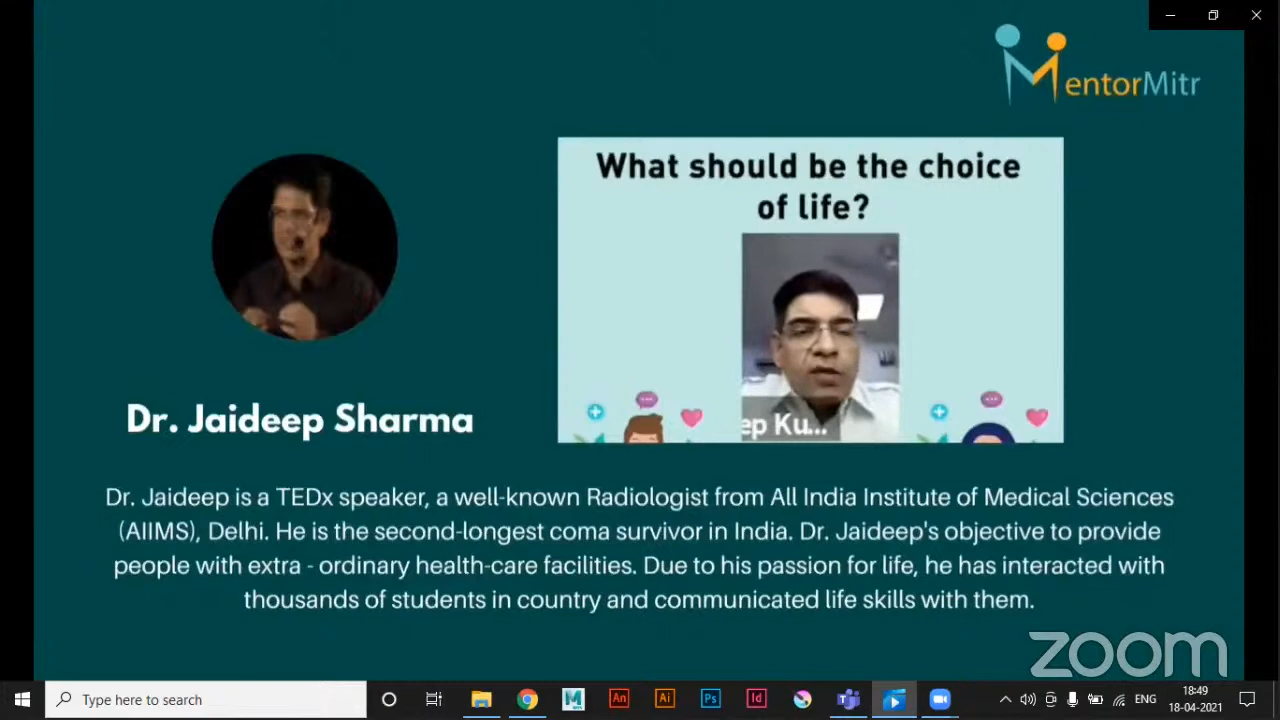 MentorMitr
What should be the choice
of life?
ep Ku...
Dr. Jaideep Sharma
Dr. Jaideep is a TEDx speaker, a well-known Radiologist from All India Institute of Medical Sciences
(AIIMS), Delhi. He is the second-longest coma survivor in India. Dr. Jaideep's objective to provide
people with extra - ordinary health-care facilities. Due to his passion for life, he has interacted with
thousands of students in country and communicated life skills with them.
zoom
Type here to search
An
Ai
Ps
Id
ENG
18:49
18-04-2021